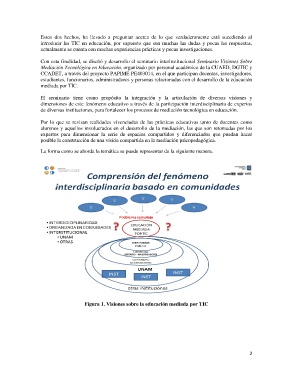 Estos dos hechos, ha llevado a preguntar acerca de lo que verdaderamente está sucediendo al
introducir las TIC en educación, por supuesto que son muchas las dudas y pocas las respuestas,
actualmente se cuenta con muchas experiencias prácticas y pocas investigaciones.
Con esta finalidad, se diseñó y desarrolló el seminario interinstitucional Seminario Visiones Sobre
Mediación Tecnológica en Educación, organizado por personal académico de la CUAED, DGTIC y
CCADET, a través del proyecto PAPIME PE400014, en el que participan docentes, investigadores,
estudiantes, funcionarios, administradores y personas relacionadas con el desarrollo de la educación
mediada por TIC.
El seminario tiene como propósito la integración y la articulación de diversas visiones y
dimensiones de este fenómeno educativo a través de la participación interdisciplinaria de expertos
de diversas instituciones, para fortalecer los procesos de mediación tecnológica en educación.
Por lo que se revisan realidades vivenciadas de las prácticas educativas tanto de docentes como
alumnos y aquellos involucrados en el desarrollo de la mediación, las que son retomadas por los
expertos para dimensionar la serie de espacios compartidos y diferenciados que puedan hacer
posible la construcción de una visión compartida en la mediación psicopedagógica.
La forma como se aborda la temática se puede representar de la siguiente manera.
Comprensión del fenómeno
interdisciplinario basado en comunidades
Problema complejo
• INTERDISCIPLINARIDAD
• ORGANIZADA EN COMUNIDADES
• INTERINSTITUCIONAL
• UNAM
• OTRAS
? EDUCACIÓN ?
MEDIADA
POR TIC
UNAM
INST INST INST
OTRAS INSTITUCIONES
Figura 1. Visiones sobre la educación mediada por TIC
2